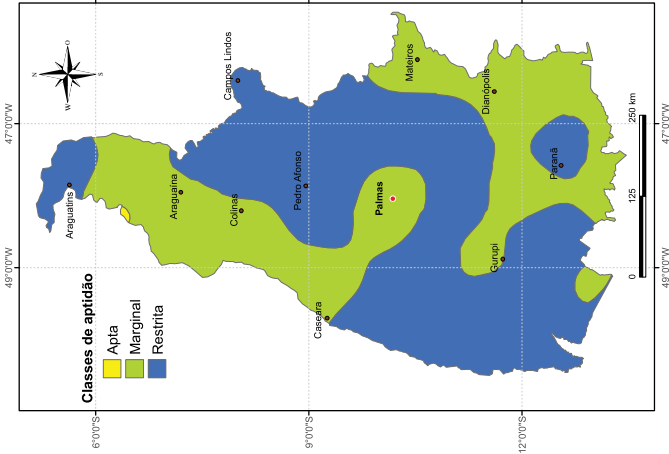 49°0'0"W
47°0'0"W
6°0'0"S
9°0'0"S
12°0'0"S
N
O
S
W
Araguatins
Campos Lindos
Araguaína
Colinas
Pedro Afonso
Mateiros
Palmas
Dianópolis
Caseara
Gurupi
Paranã
Classes de aptidão
Apta
Marginal
Restrita
0 125 250 km
49°0'0"W
47°0'0"W